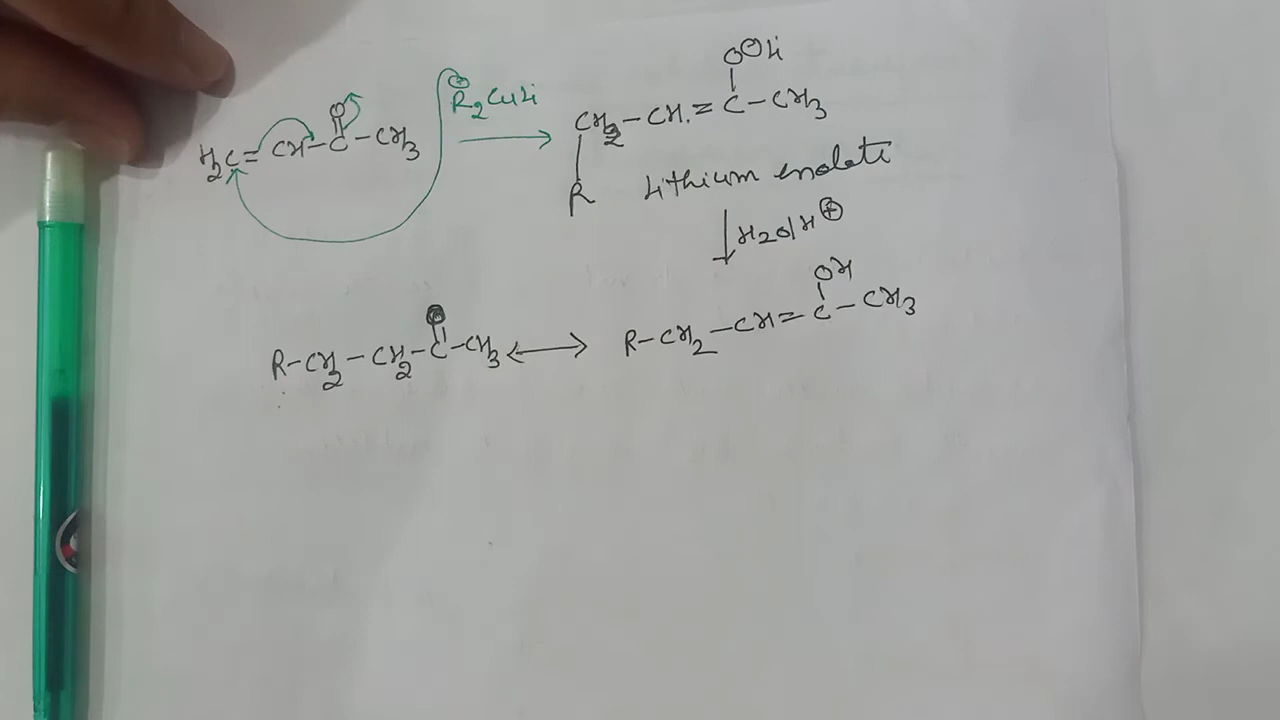 H2C=CH-C(=O)-CH3 ⊕ R2CuLi → CH2(R)-CH=C(O⊖Li)-CH3
Lithium enolate
↓ H2O/H⊕
R-CH2-CH2-C(=O)-CH3 ↔ R-CH2-CH=C(OH)-CH3